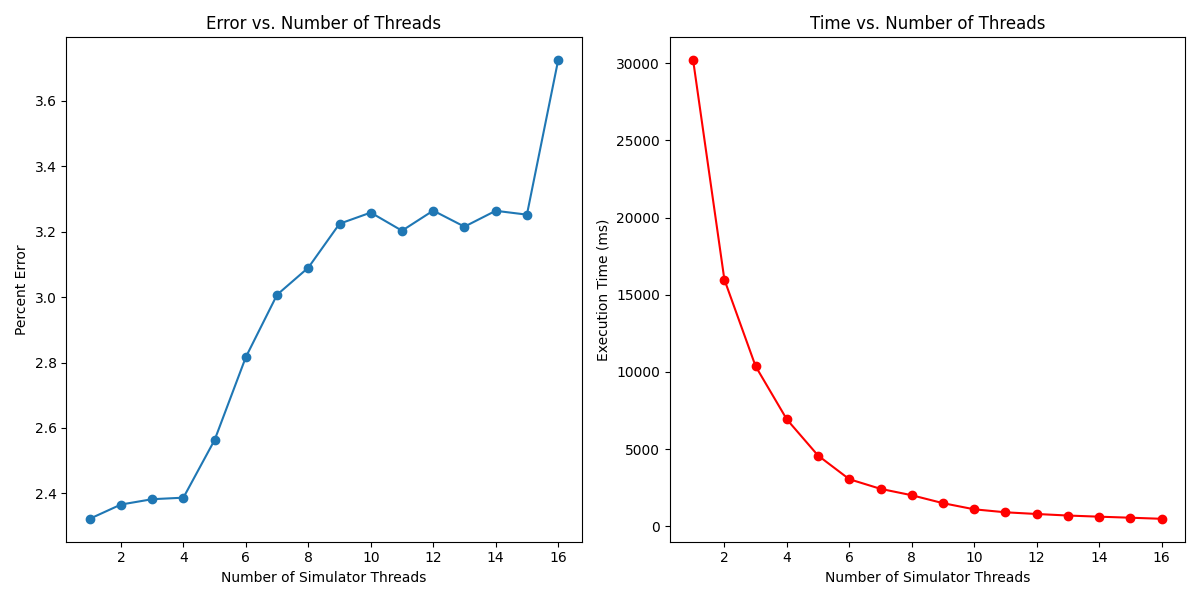 Error vs. Number of Threads
Percent Error
3.6
3.4
3.2
3.0
2.8
2.6
2.4
2 4 6 8 10 12 14 16
Number of Simulator Threads
Time vs. Number of Threads
Execution Time (ms)
30000
25000
20000
15000
10000
5000
0
2 4 6 8 10 12 14 16
Number of Simulator Threads